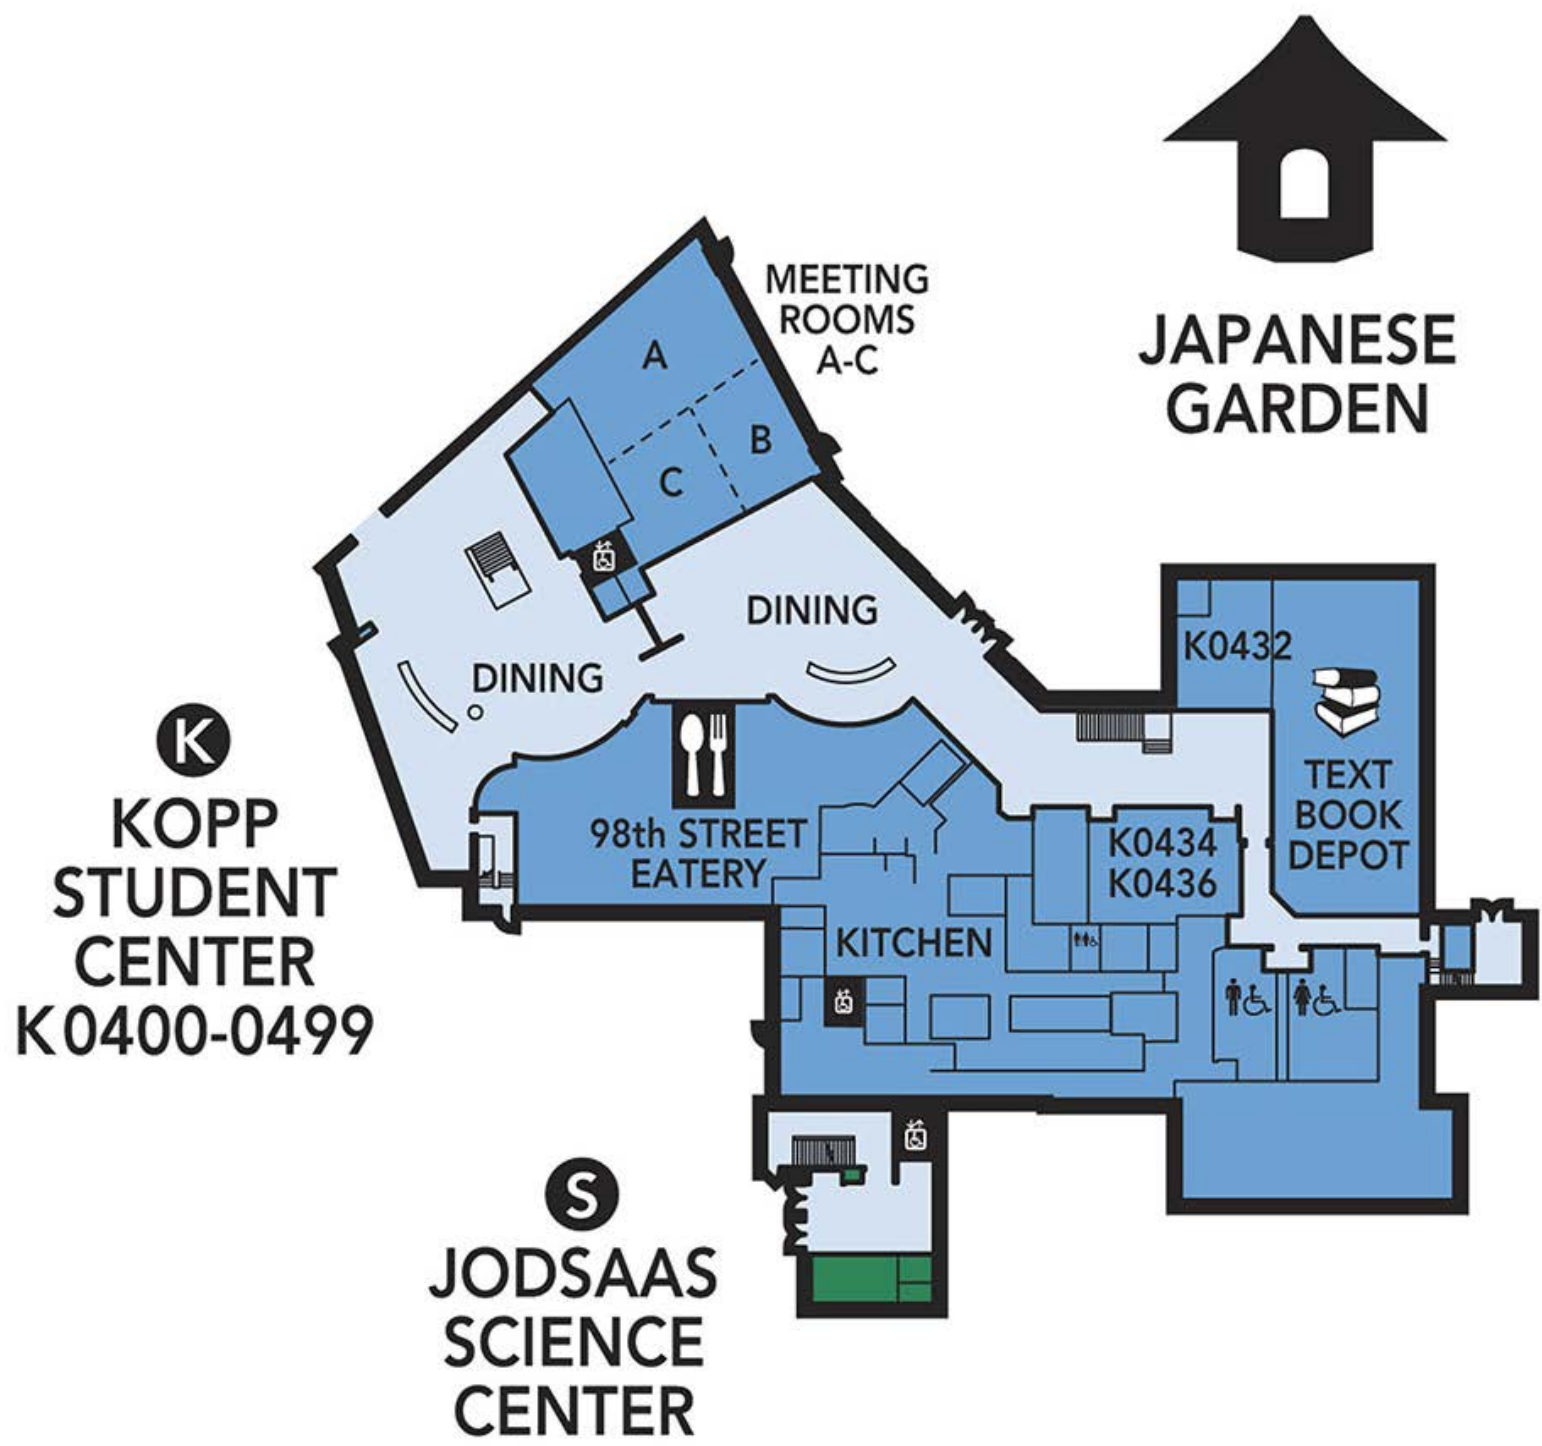 JAPANESE
GARDEN
MEETING
ROOMS
A-C
A
B
C
DINING
DINING
K0432
TEXT
BOOK
DEPOT
K
KOPP
STUDENT
CENTER
K0400-0499
98th STREET
EATERY
K0434
K0436
KITCHEN
S
JODSAAS
SCIENCE
CENTER